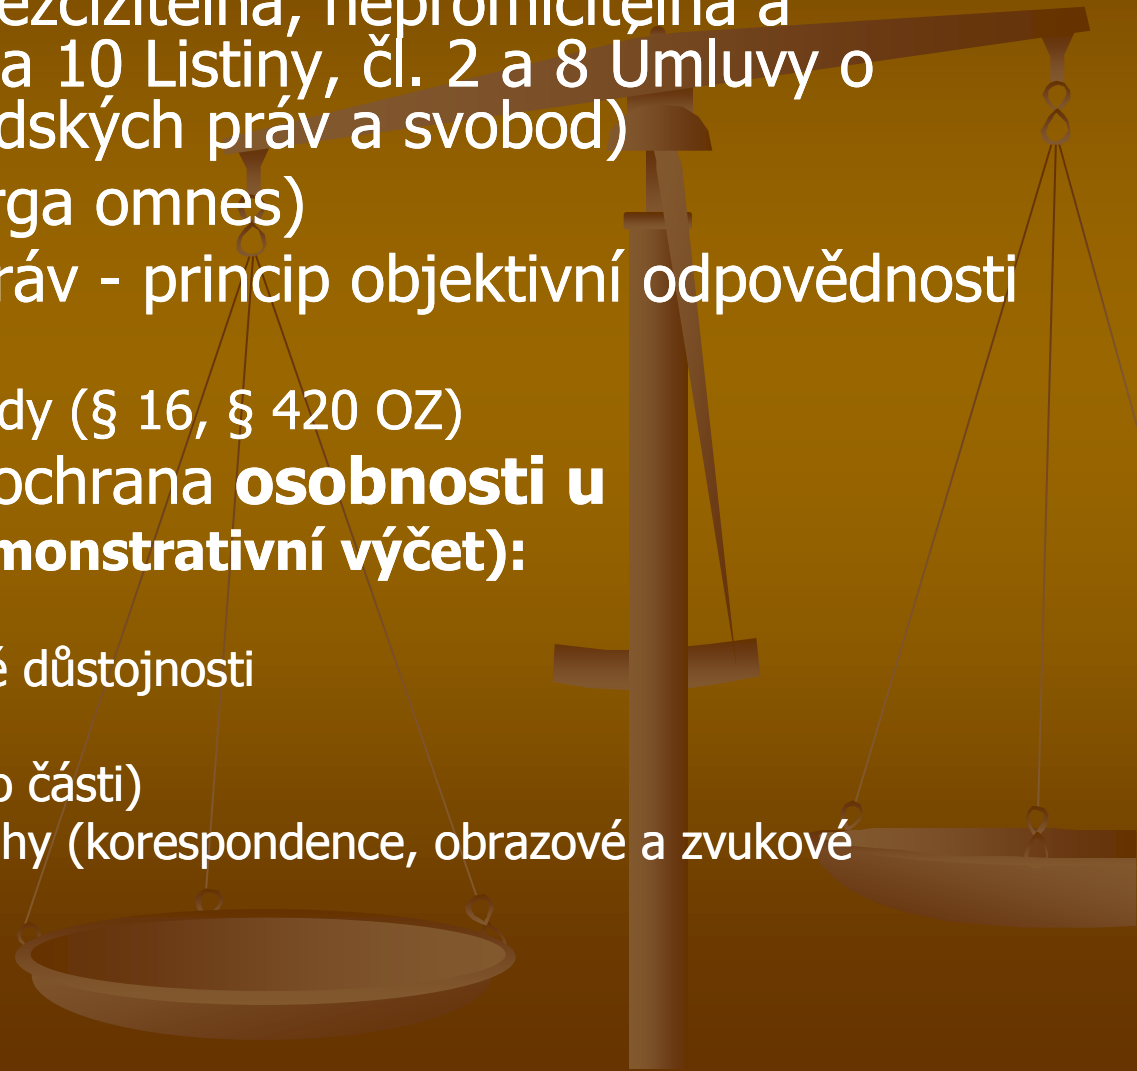 ezcizitelná, nepromlčitelná a
a 10 Listiny, čl. 2 a 8 Úmluvy o
dských práv a svobod)
rga omnes)
ráv - princip objektivní odpovědnosti
dy (§ 16, § 420 OZ)
ochrana osobnosti u
monstrativní výčet):
é důstojnosti
o části)
hy (korespondence, obrazové a zvukové